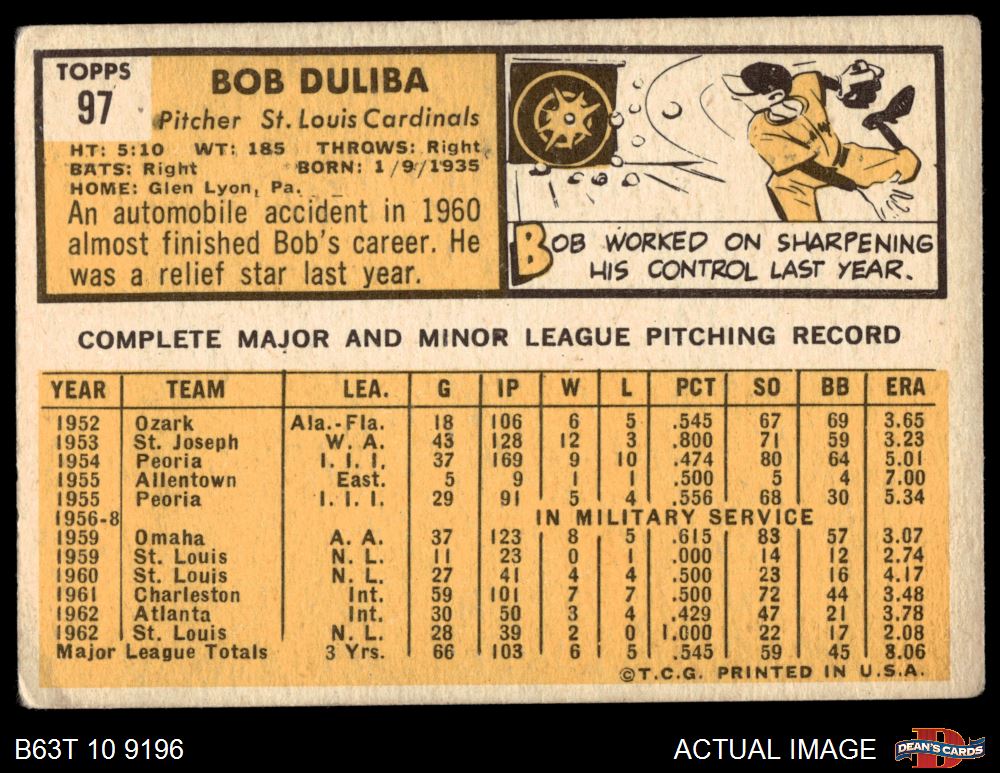 TOPPS
97
BOB DULIBA
Pitcher St. Louis Cardinals
HT: 5:10 WT: 185 THROWS: Right
BATS: Right BORN: 1/9/1935
HOME: Glen Lyon, Pa.
An automobile accident in 1960
almost finished Bob's career. He
was a relief star last year.
BOB WORKED ON SHARPENING
HIS CONTROL LAST YEAR.
COMPLETE MAJOR AND MINOR LEAGUE PITCHING RECORD
YEAR TEAM LEA. G IP W L PCT SO BB ERA
1952 Ozark Ala.-Fla. 18 106 6 5 .545 67 69 3.65
1953 St. Joseph W. A. 43 128 12 3 .800 71 59 3.23
1954 Peoria I. I. I. 37 169 9 10 .474 80 64 5.01
1955 Allentown East. 5 9 1 1 .500 5 4 7.00
1955 Peoria I. I. I. 29 91 5 4 .556 68 30 5.34
1956-8 IN MILITARY SERVICE
1959 Omaha A. A. 37 123 8 5 .615 83 57 3.07
1959 St. Louis N. L. 11 23 0 1 .000 14 12 2.74
1960 St. Louis N. L. 27 41 4 4 .500 23 16 4.17
1961 Charleston Int. 59 101 7 7 .500 72 44 3.48
1962 Atlanta Int. 30 50 3 4 .429 47 21 3.78
1962 St. Louis N. L. 28 39 2 0 1.000 22 17 2.08
Major League Totals 3 Yrs. 66 103 6 5 .545 59 45 3.06
©T.C.G. PRINTED IN U.S.A.
B63T 10 9196
ACTUAL IMAGE
D
DEAN'S CARDS